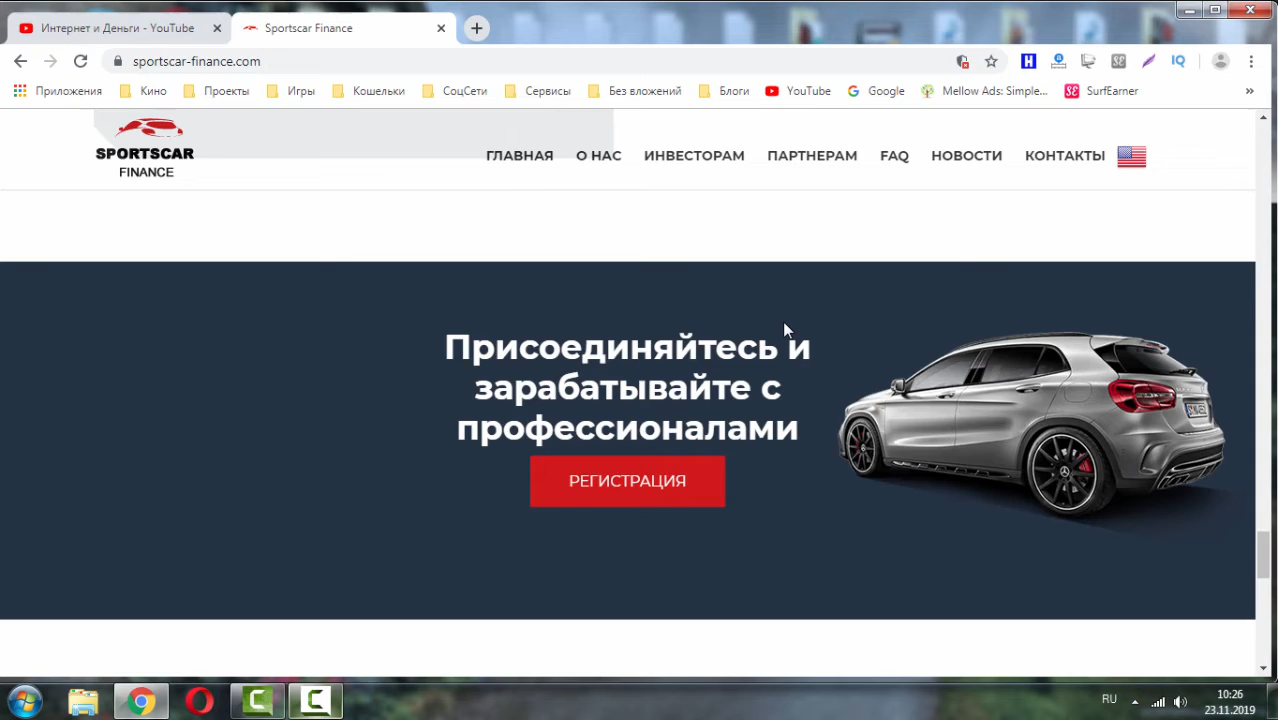 Интернет и Деньги - YouTube
Sportscar Finance
sportscar-finance.com
Приложения Кино Проекты Игры Кошельки СоцСети Сервисы Без вложений Блоги YouTube Google Mellow Ads: Simple... SurfEarner
SPORTSCAR
FINANCE
ГЛАВНАЯ О НАС ИНВЕСТОРАМ ПАРТНЕРАМ FAQ НОВОСТИ КОНТАКТЫ
Присоединяйтесь и
зарабатывайте с
профессионалами
РЕГИСТРАЦИЯ
RU
10:26
23.11.2019